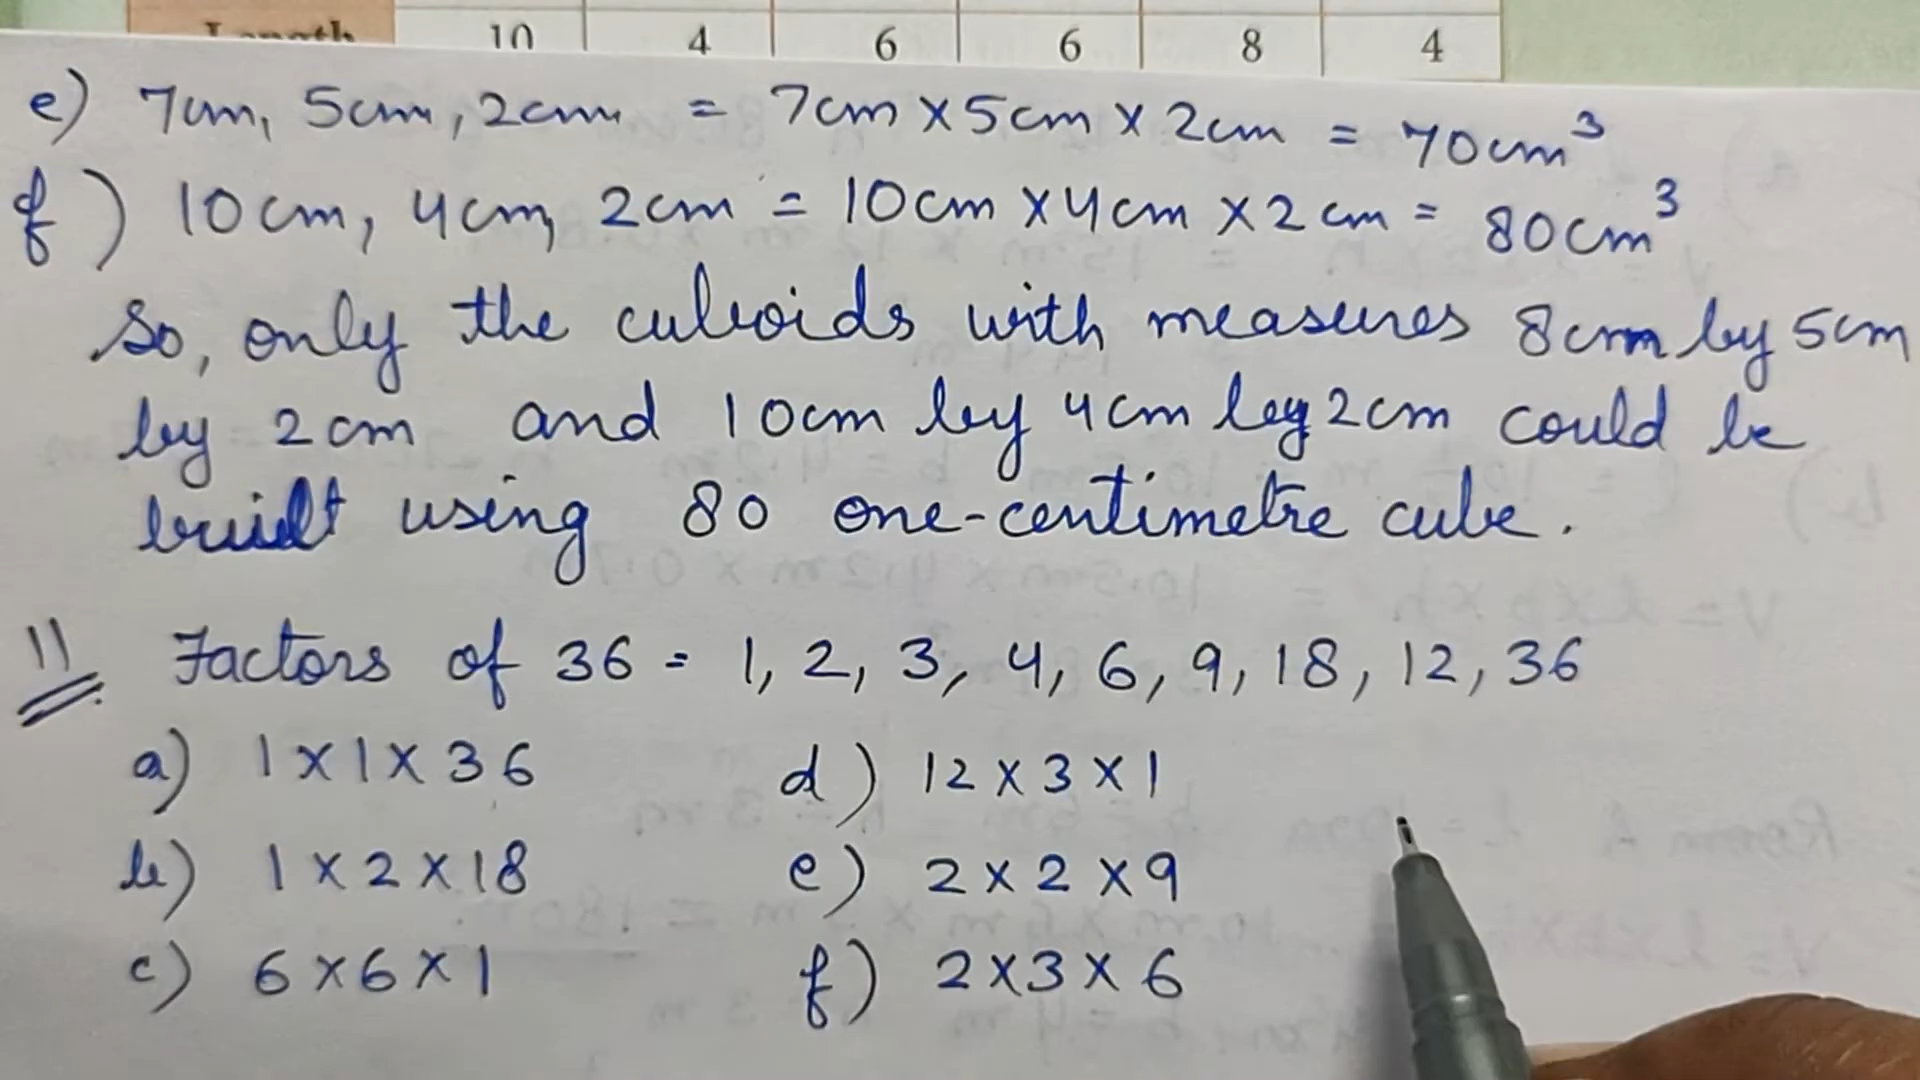 Length 10 4 6 6 8 4
e) 7cm, 5cm, 2cm = 7cm x 5cm x 2cm = 70cm³
f) 10cm, 4cm, 2cm = 10cm x 4cm x 2cm = 80cm³
So, only the cuboids with measures 8cm by 5cm
by 2cm and 10cm by 4cm by 2cm could be
built using 80 one-centimetre cube.
11 Factors of 36 = 1, 2, 3, 4, 6, 9, 18, 12, 36
a) 1 x 1 x 36 d) 12 x 3 x 1
b) 1 x 2 x 18 e) 2 x 2 x 9
c) 6 x 6 x 1 f) 2 x 3 x 6